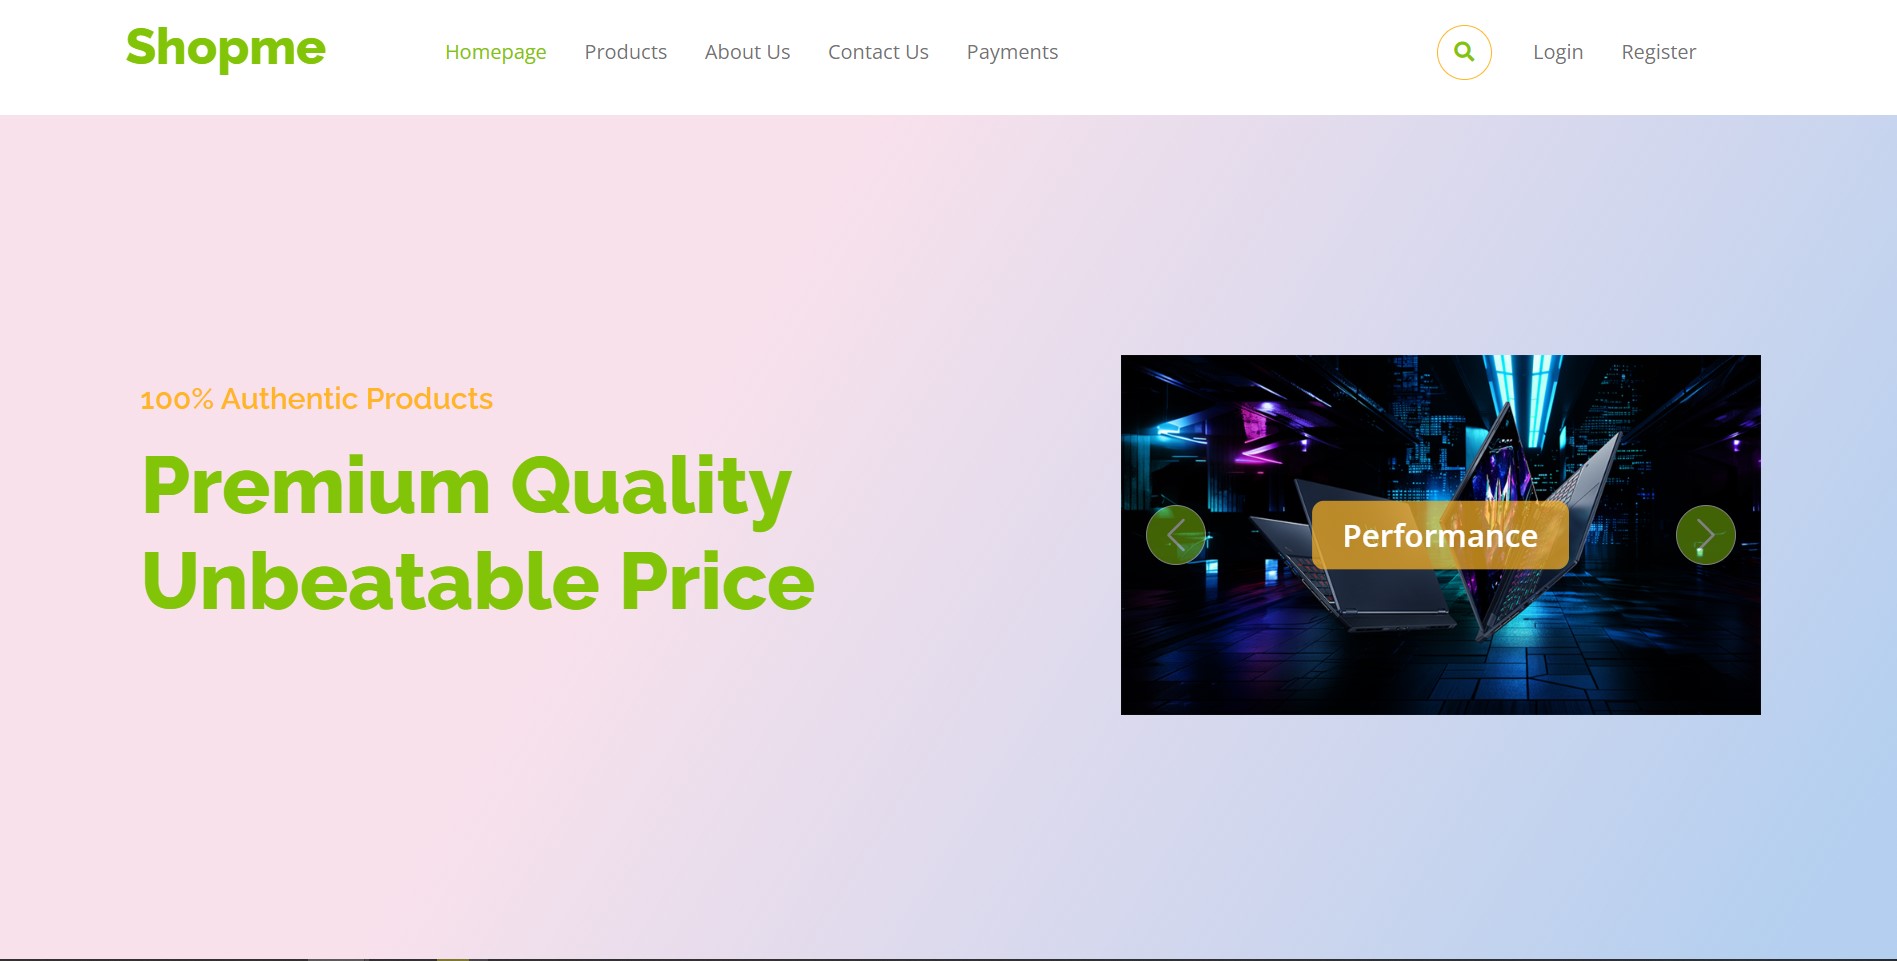 Shopme
Homepage Products About Us Contact Us Payments Login Register
100% Authentic Products
Premium Quality
Unbeatable Price
Performance